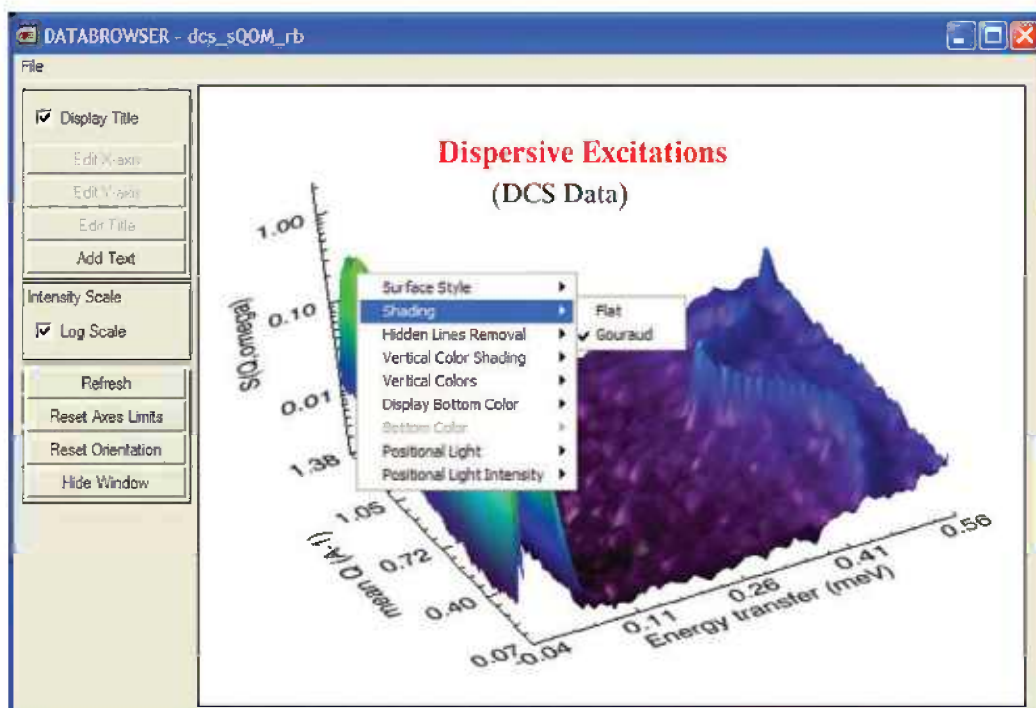 DATABROWSER - dcs_sQOM_rb
File
Display Title
Edit X-axis
Edit Y-axis
Edit Title
Add Text
Intensity Scale
Log Scale
Refresh
Reset Axes Limits
Reset Orientation
Hide Window
Dispersive Excitations
(DCS Data)
Surface Style
Shading
Hidden Lines Removal
Vertical Color Shading
Vertical Colors
Display Bottom Color
Bottom Color
Positional Light
Positional Light Intensity
Flat
Gouraud
S(Q,omega)
1.00
0.10
0.01
mean Q (A-1)
1.38
1.05
0.72
0.40
0.07
-0.04
0.11
0.26
0.41
0.56
Energy transfer (meV)